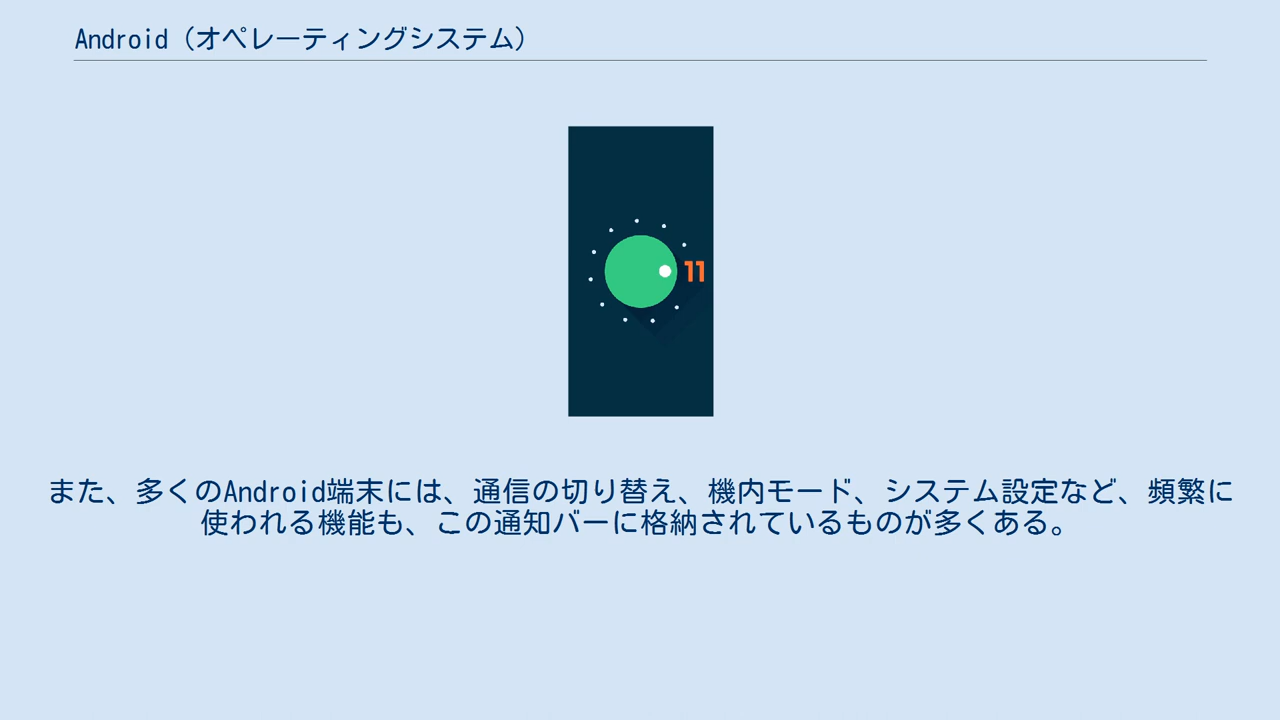 Android（オペレーティングシステム）
11
また、多くのAndroid端末には、通信の切り替え、機内モード、システム設定など、頻繁に
使われる機能も、この通知バーに格納されているものが多くある。